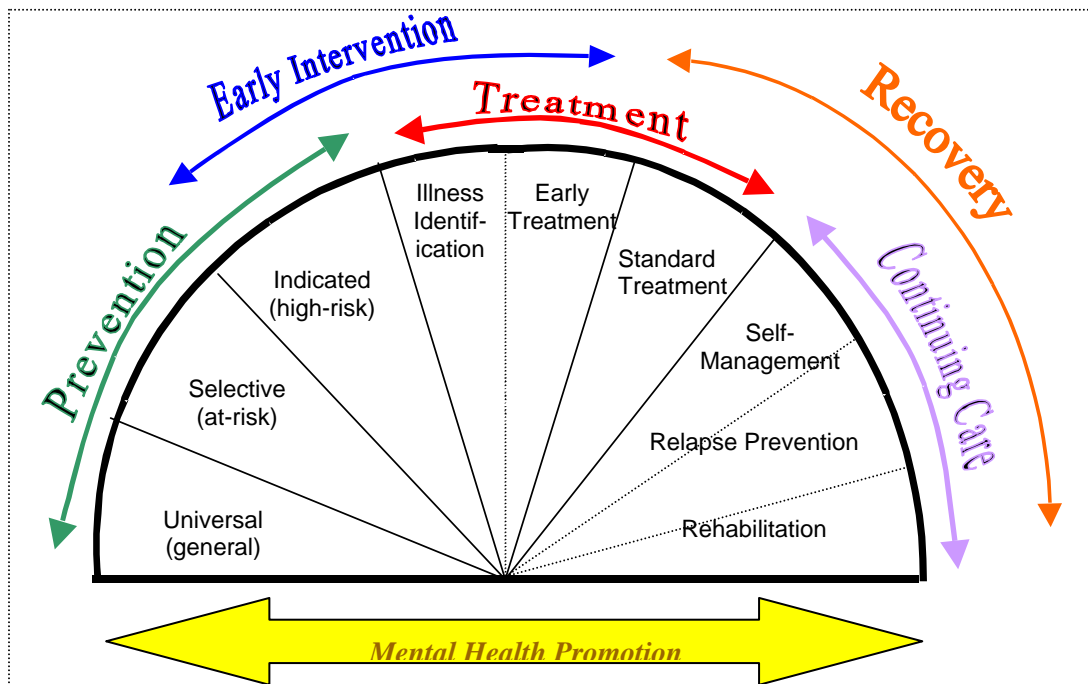 Early Intervention
Treatment
Recovery
Prevention
Continuing Care
Illness
Identif-
ication
Early
Treatment
Indicated
(high-risk)
Standard
Treatment
Selective
(at-risk)
Self-
Management
Relapse Prevention
Universal
(general)
Rehabilitation
Mental Health Promotion